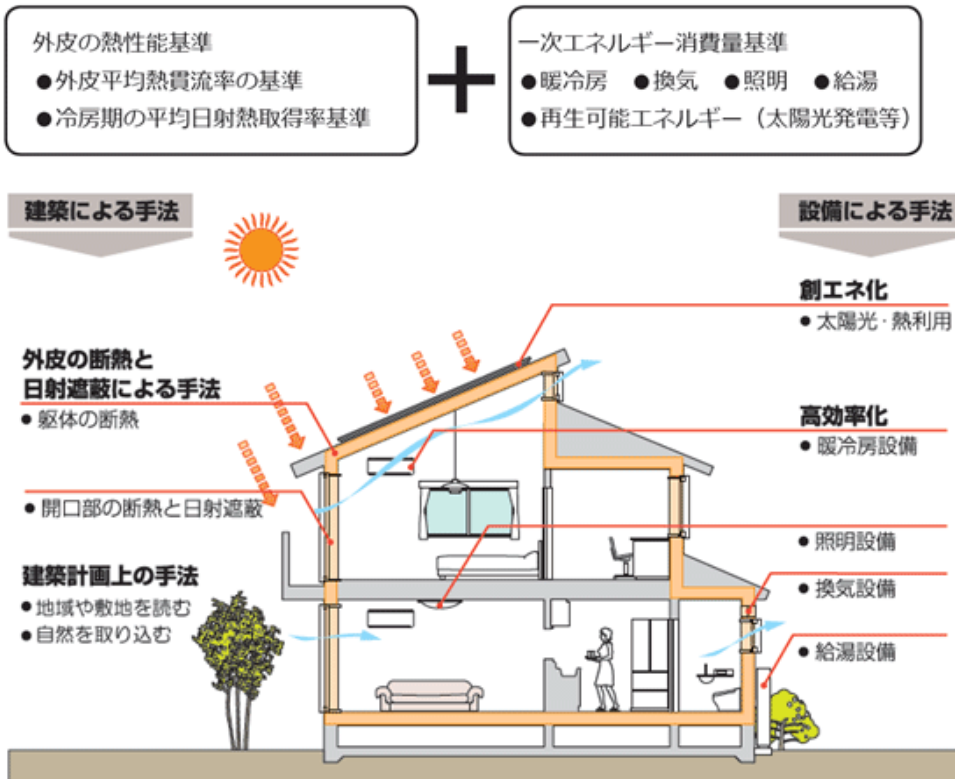 外皮の熱性能基準
●外皮平均熱貫流率の基準
●冷房期の平均日射熱取得率基準
+
一次エネルギー消費量基準
●暖冷房 ●換気 ●照明 ●給湯
●再生可能エネルギー（太陽光発電等）
建築による手法
外皮の断熱と
日射遮蔽による手法
● 躯体の断熱
● 開口部の断熱と日射遮蔽
建築計画上の手法
● 地域や敷地を読む
● 自然を取り込む
設備による手法
創エネ化
● 太陽光・熱利用
高効率化
● 暖冷房設備
● 照明設備
● 換気設備
● 給湯設備